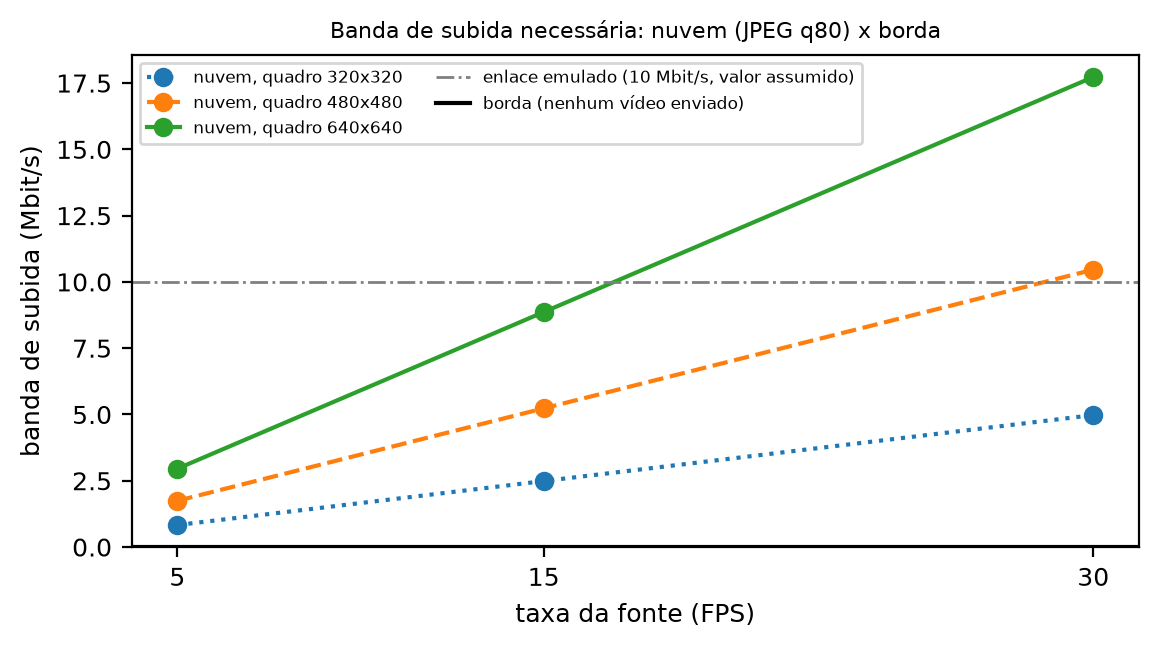 Banda de subida necessária: nuvem (JPEG q80) x borda
nuvem, quadro 320x320
nuvem, quadro 480x480
nuvem, quadro 640x640
enlace emulado (10 Mbit/s, valor assumido)
borda (nenhum vídeo enviado)
banda de subida (Mbit/s)
17.5
15.0
12.5
10.0
7.5
5.0
2.5
0.0
5 15 30
taxa da fonte (FPS)